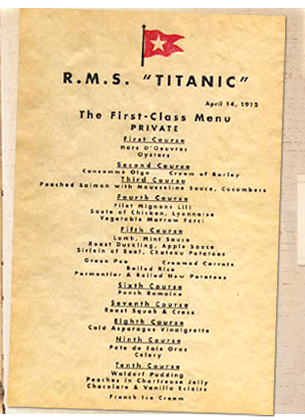 R.M.S. "TITANIC"
April 14, 1912
The First-Class Menu
PRIVATE
First Course
Hors D'Oeuvres
Oysters
Second Course
Consommé Olga Cream of Barley
Third Course
Poached Salmon with Mousseline Sauce, Cucumbers
Fourth Course
Filet Mignons Lili
Saute of Chicken, Lyonnaise
Vegetable Marrow Farci
Fifth Course
Lamb, Mint Sauce
Roast Duckling, Apple Sauce
Sirloin of Beef, Chateau Potatoes
Green Pea Creamed Carrots
Boiled Rice
Parmentier & Boiled New Potatoes
Sixth Course
Punch Romaine
Seventh Course
Roast Squab & Cress
Eighth Course
Cold Asparagus Vinaigrette
Ninth Course
Pate de Foie Gras
Celery
Tenth Course
Waldorf Pudding
Peaches in Chartreuse Jelly
Chocolate & Vanilla Eclairs
French Ice Cream